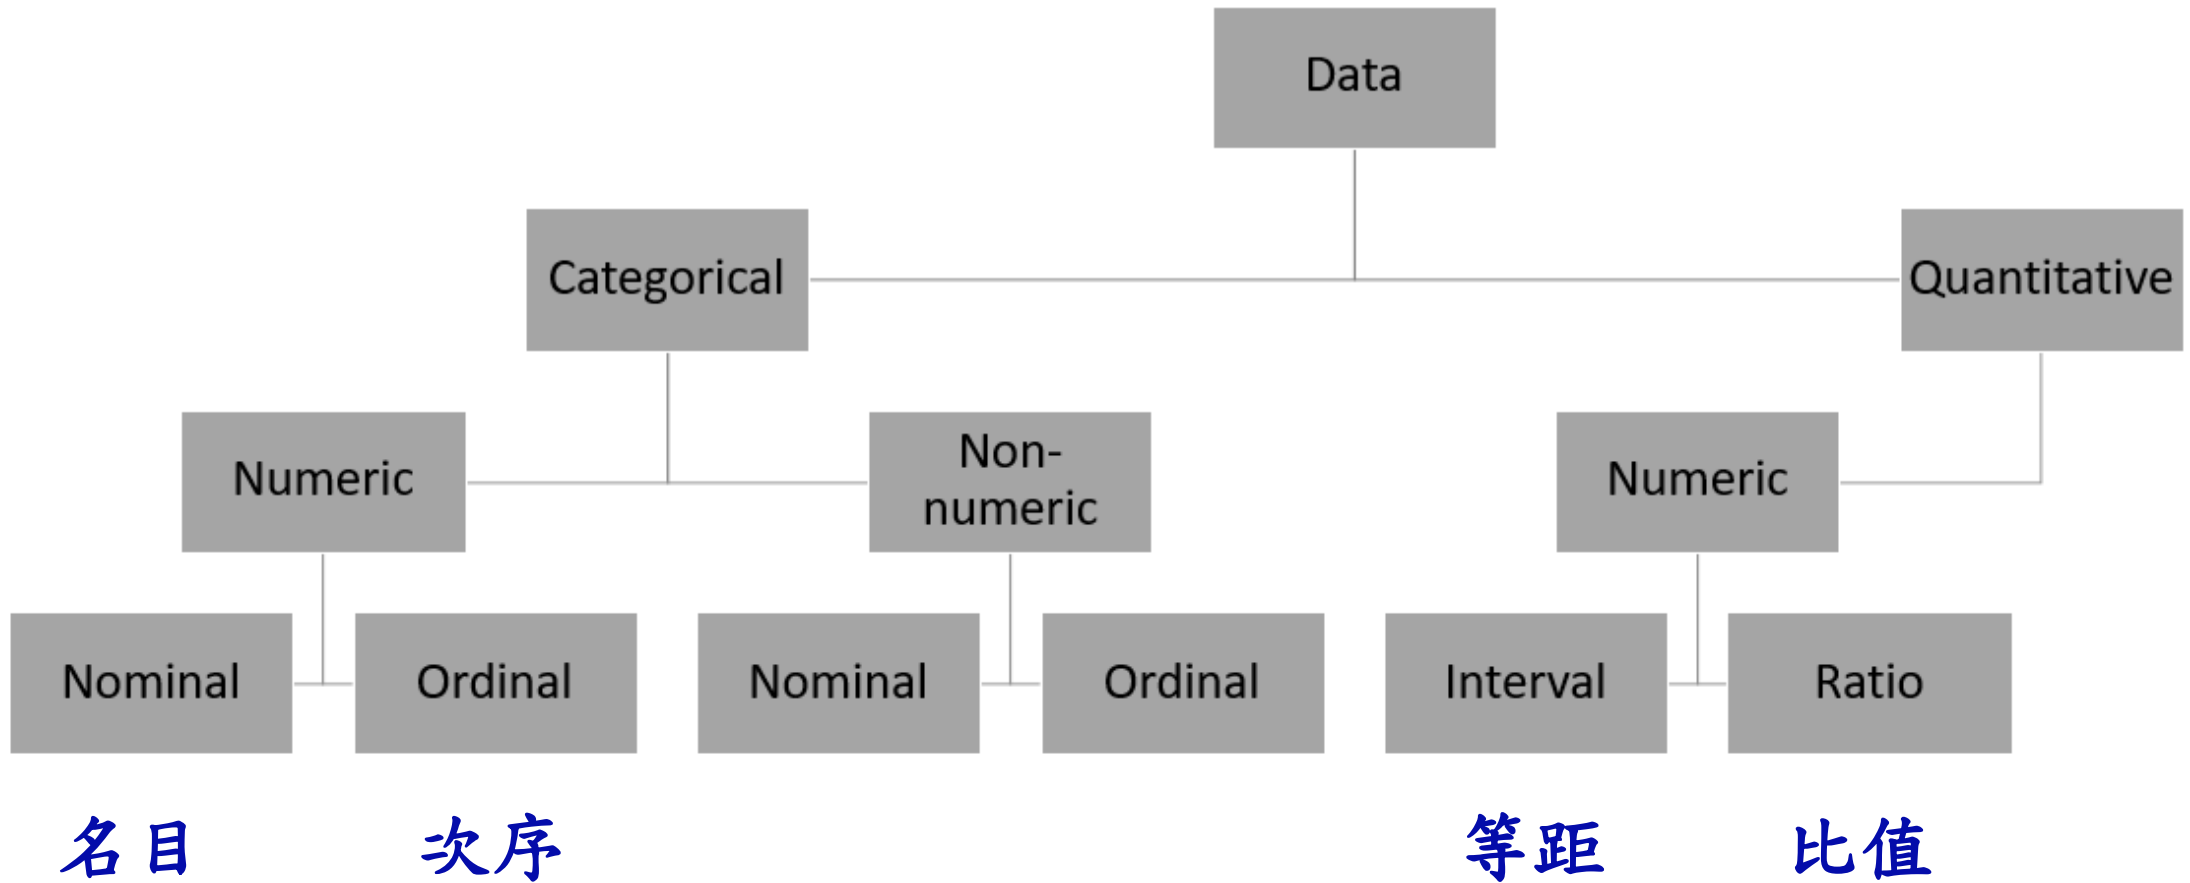 Data
Categorical
Quantitative
Numeric
Non-
numeric
Numeric
Nominal
Ordinal
Nominal
Ordinal
Interval
Ratio
名目
次序
等距
比值